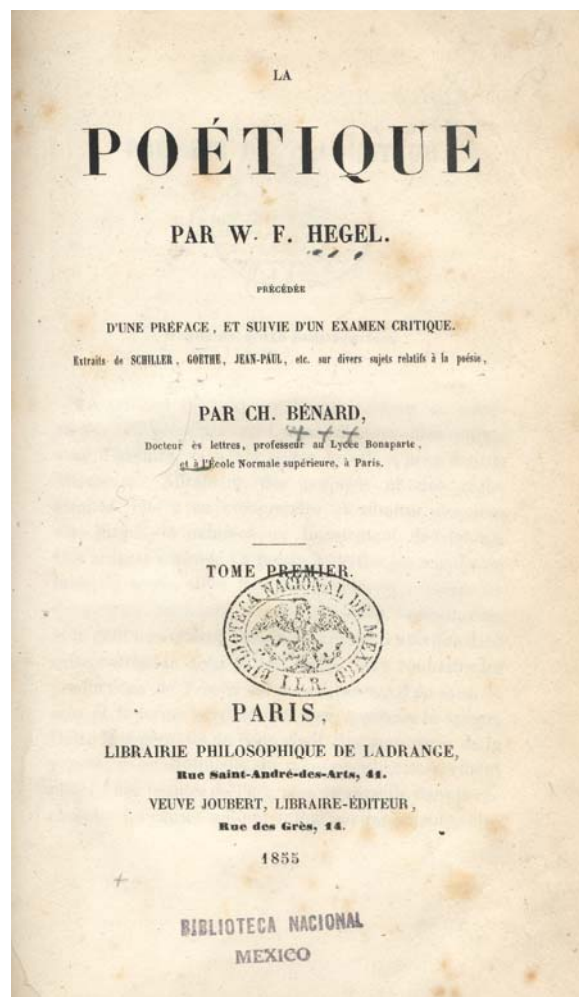 LA
POÉTIQUE
PAR W. F. HEGEL.
PRÉCÉDÉE
D'UNE PRÉFACE, ET SUIVIE D'UN EXAMEN CRITIQUE.
Extraits de SCHILLER, GOETHE, JEAN-PAUL, etc. sur divers sujets relatifs à la poésie,
PAR CH. BÉNARD,
Docteur ès lettres, professeur au Lycée Bonaparte,
et à l'École Normale supérieure, à Paris.
TOME PREMIER.
BIBLIOTECA NACIONAL DE MEXICO
I.L.R.
PARIS,
LIBRAIRIE PHILOSOPHIQUE DE LADRANGE,
Rue Saint-André-des-Arts, 41.
VEUVE JOUBERT, LIBRAIRE-ÉDITEUR,
Rue des Grès, 14.
1855
BIBLIOTECA NACIONAL
MEXICO